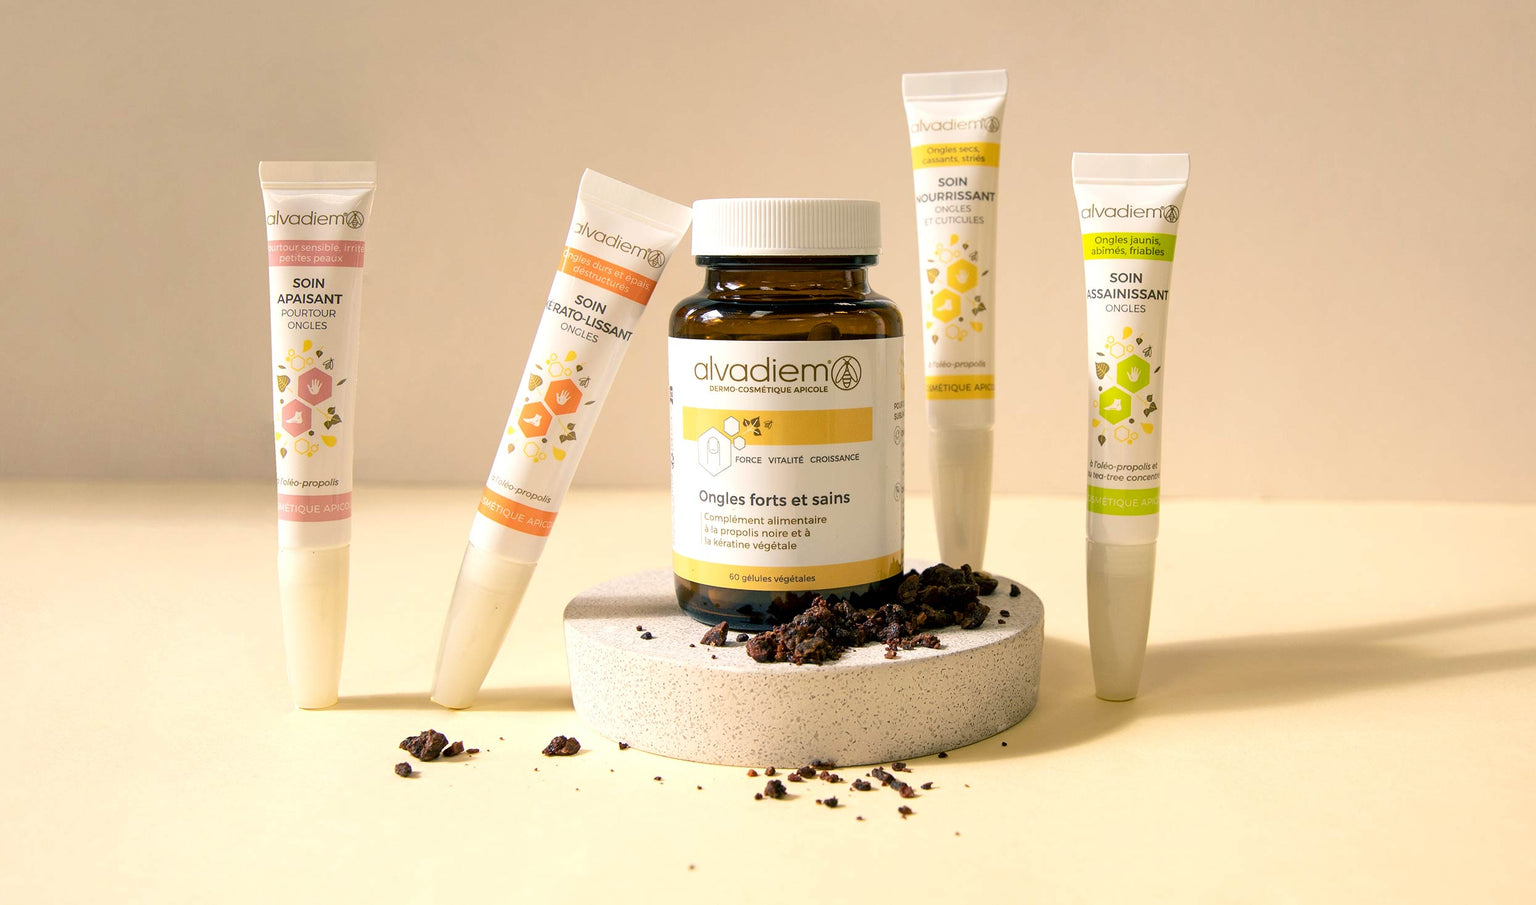 alvadiem
pourtour sensible, irrité
petites peaux
SOIN
APAISANT
POURTOUR
ONGLES
à l'oléo-propolis
alvadiem
Ongles durs et épais,
déstructurés
SOIN
KERATO-LISSANT
ONGLES
à l'oléo-propolis
alvadiem
DERMO-COSMÉTIQUE APICOLE
FORCE VITALITÉ CROISSANCE
Ongles forts et sains
Complément alimentaire
à la propolis noire et à
la kératine végétale
60 gélules végétales
alvadiem
Ongles secs,
cassants, striés
SOIN
NOURRISSANT
ONGLES
ET CUTICULES
à l'oléo-propolis
alvadiem
Ongles jaunis,
abîmés, friables
SOIN
ASSAINISSANT
ONGLES
à l'oléo-propolis et
au tea-tree concentré